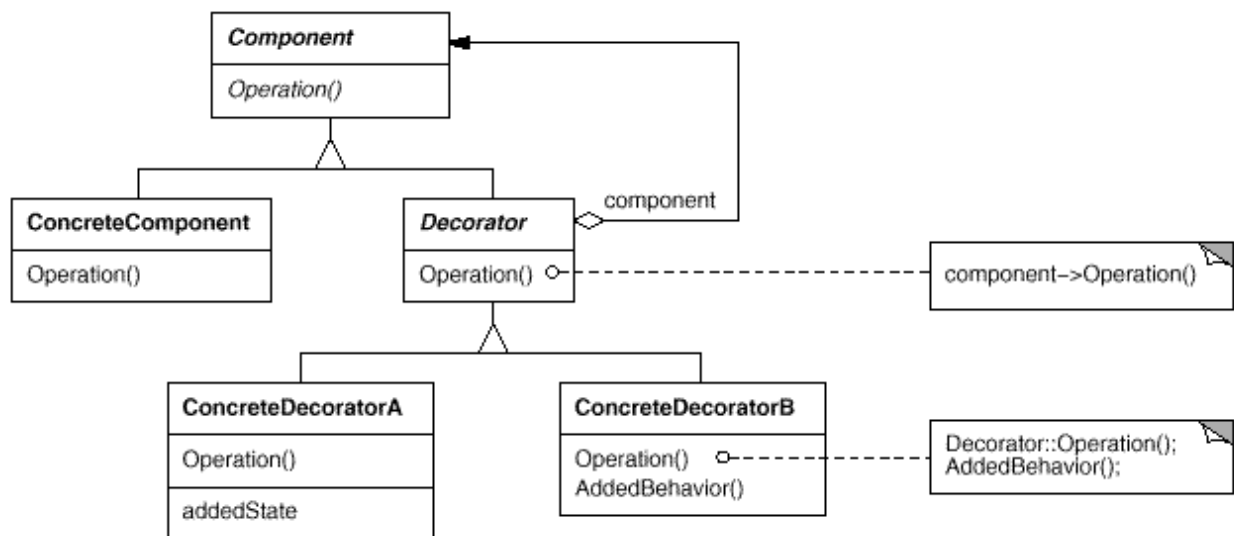 Component
Operation()
ConcreteComponent
Operation()
Decorator
Operation()
component
component->Operation()
ConcreteDecoratorA
Operation()
addedState
ConcreteDecoratorB
Operation()
AddedBehavior()
Decorator::Operation();
AddedBehavior();